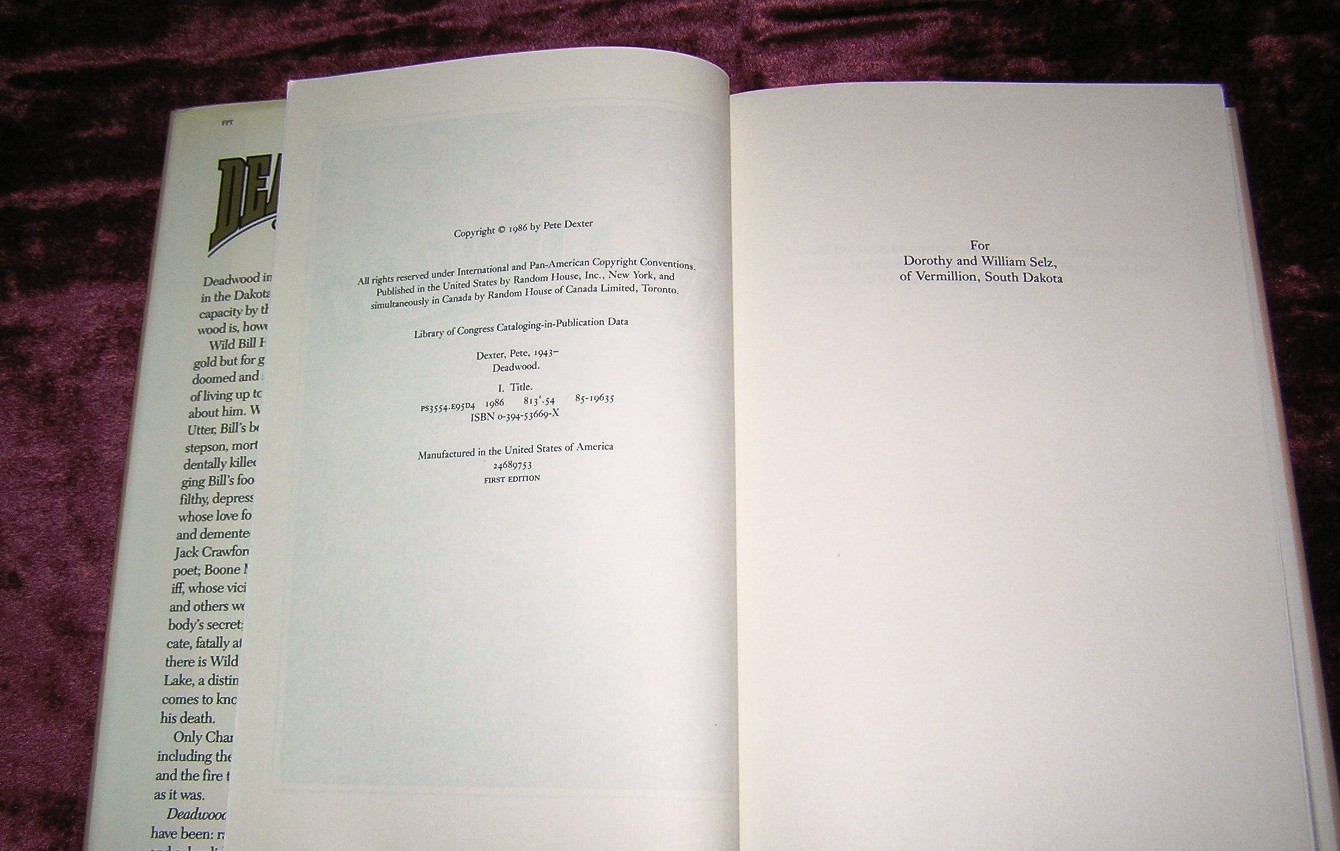 FPT
DEA
Deadwood in
in the Dakota
capacity by th
wood is, howe
Wild Bill H
gold but for g
doomed and
of living up to
about him. W
Utter, Bill's be
stepson, mort
dentally killed
ging Bill's foo
filthy, depress
whose love fo
and demente
Jack Crawfor
poet; Boone
iff, whose vici
and others we
body's secret;
cate, fatally at
there is Wild
Lake, a distin
comes to kno
his death.
Only Char
including the
and the fire
as it was.
Deadwood
have been:
Copyright © 1986 by Pete Dexter
All rights reserved under International and Pan-American Copyright Conventions.
Published in the United States by Random House, Inc., New York, and
simultaneously in Canada by Random House of Canada Limited, Toronto.
Library of Congress Cataloging-in-Publication Data
Dexter, Pete, 1943–
Deadwood.
I. Title.
PS3554.E95D4 1986 813'.54 85-19635
ISBN 0-394-53669-X
Manufactured in the United States of America
24689753
FIRST EDITION
For
Dorothy and William Selz,
of Vermillion, South Dakota